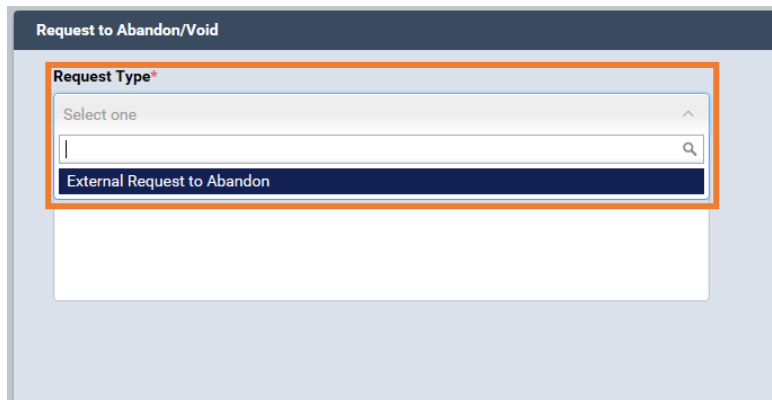 Request to Abandon/Void
Request Type*
Select one
External Request to Abandon